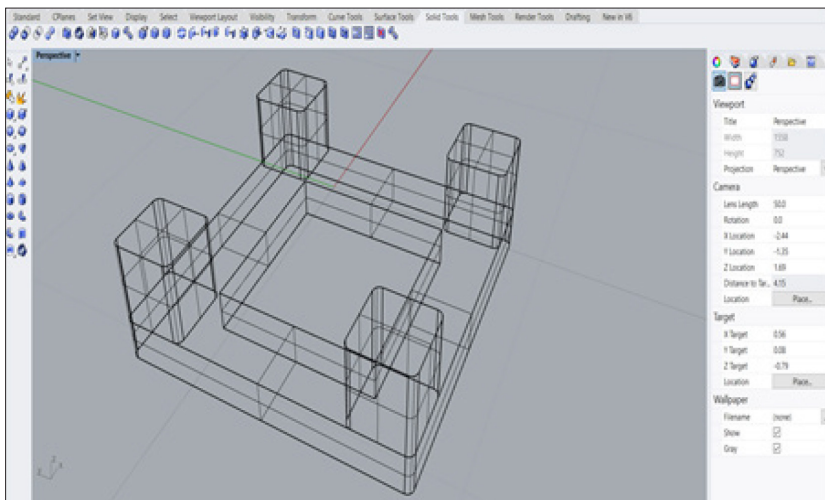 Standard CPlanes Set View Display Select Viewport Layout Visibility Transform Curve Tools Surface Tools Solid Tools Mesh Tools Render Tools Drafting New in V6
Perspective
Viewport
Title Perspective
Width 1558
Height 752
Projection Perspective
Camera
Lens Length 50.0
Rotation 0.0
X Location -2.44
Y Location -1.35
Z Location 1.69
Distance to Tar... 4.15
Location Place...
Target
X Target 0.56
Y Target 0.08
Z Target -0.79
Location Place...
Wallpaper
Filename (none)
Show
Gray